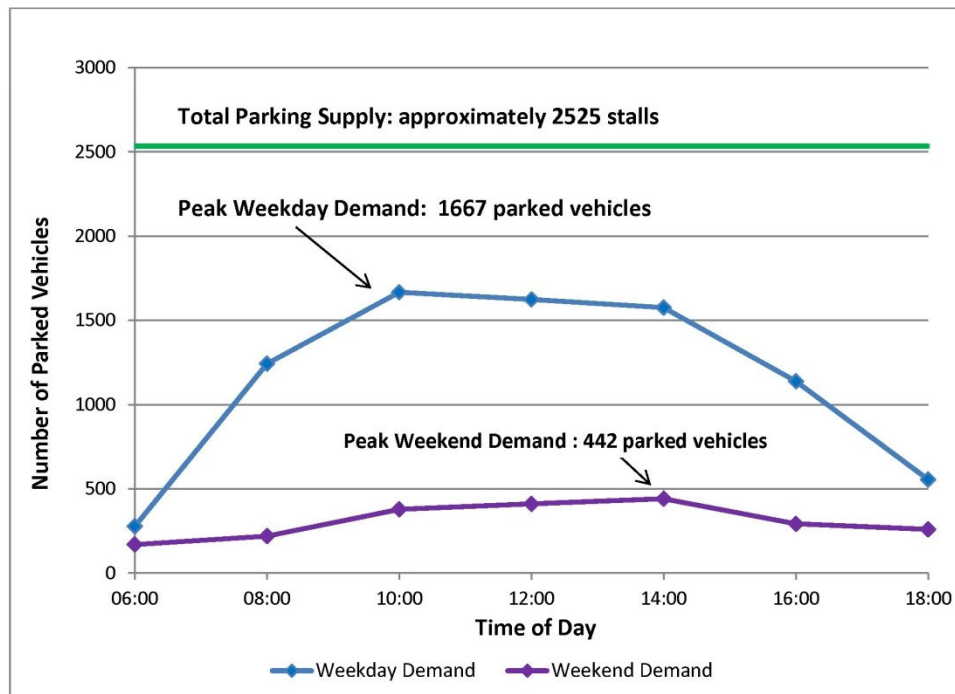 3000
Total Parking Supply: approximately 2525 stalls
2500
Peak Weekday Demand: 1667 parked vehicles
2000
1500
1000
Peak Weekend Demand : 442 parked vehicles
500
0
Number of Parked Vehicles
06:00 08:00 10:00 12:00 14:00 16:00 18:00
Time of Day
Weekday Demand Weekend Demand